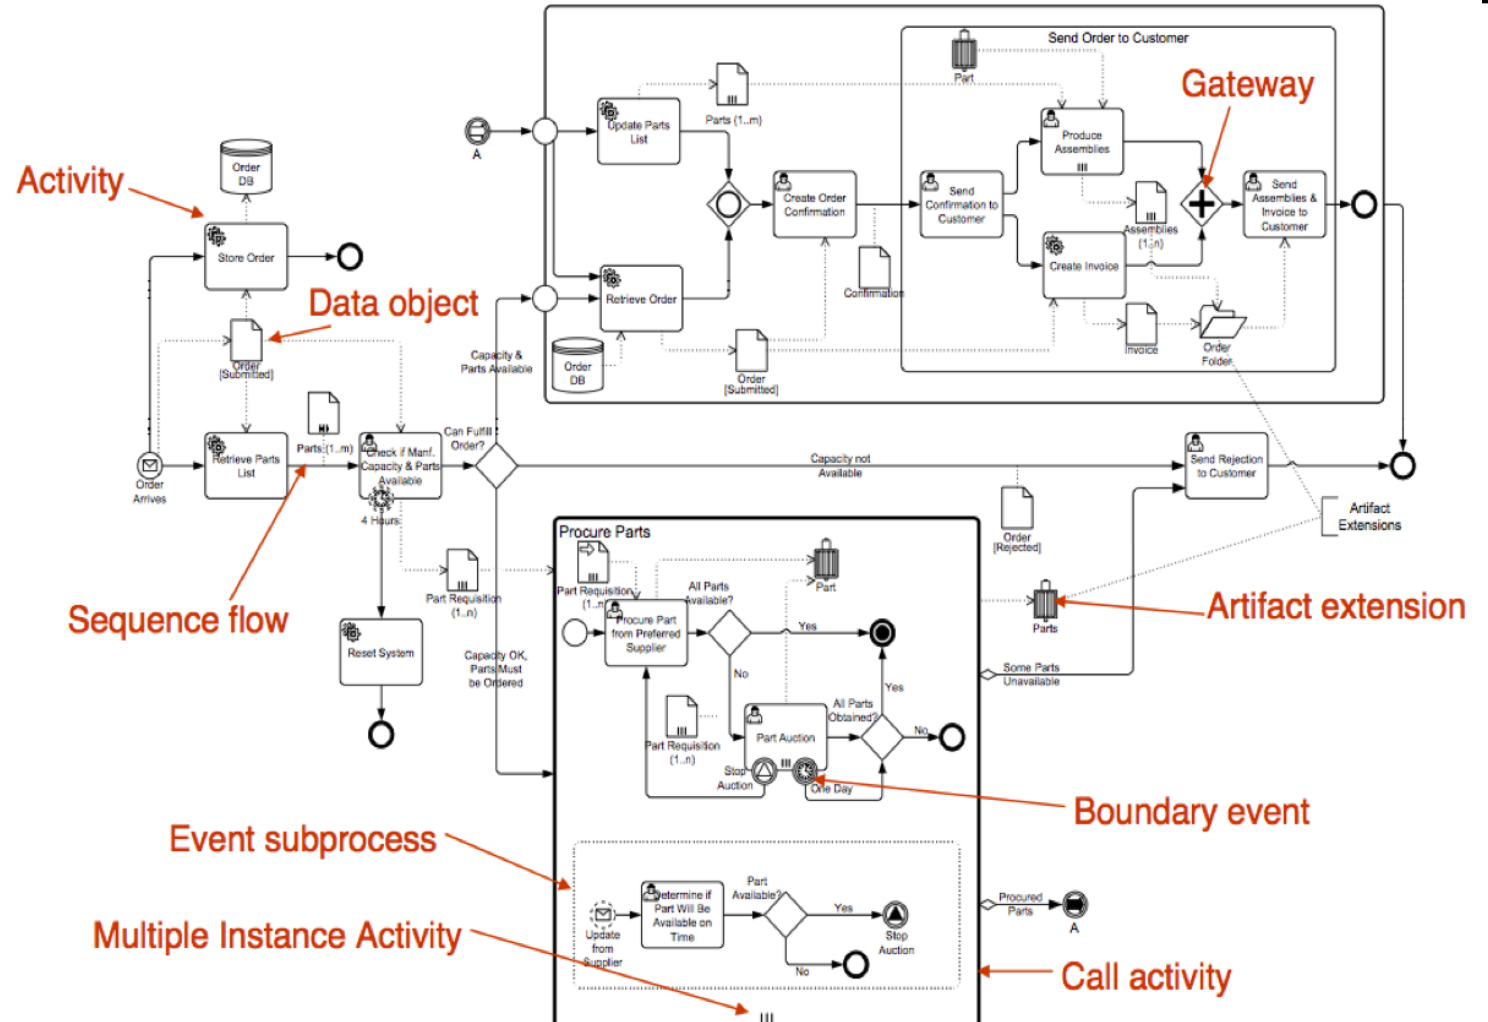 Send Order to Customer
Part
Gateway
Update Parts
List
Parts (1..m)
Produce
Assemblies
A
Order
DB
Activity
Create Order
Confirmation
Send
Confirmation to
Customer
Assemblies
(1..n)
Send
Assemblies &
Invoice to
Customer
Store Order
Create Invoice
Retrieve Order
Confirmation
Data object
Capacity &
Parts Available
Order
DB
Order
[Submitted]
Invoice
Order
Folder
Order
[Submitted]
Parts (1..m)
Can Fulfill
Order?
Retrieve Parts
List
Check if Manf.
Capacity & Parts
Available
Order
Arrives
4 Hours
Capacity not
Available
Send Rejection
to Customer
Artifact
Extensions
Order
[Rejected]
Procure Parts
Part Requisition
(1..n)
Part Requisition
(1..n)
All Parts
Available?
Part
Parts
Artifact extension
Sequence flow
Reset System
Procure Part
from Preferred
Supplier
Yes
No
Capacity OK,
Parts Must
be Ordered
Some Parts
Unavailable
Yes
All Parts
Obtained?
Part Requisition
(1..n)
Part Auction
No
Stop
Auction
One Day
Boundary event
Event subprocess
Part
Available?
Determine if
Part Will Be
Available on
Time
Yes
Update
from
Supplier
Stop
Auction
No
Procured
Parts
A
Multiple Instance Activity
Call activity